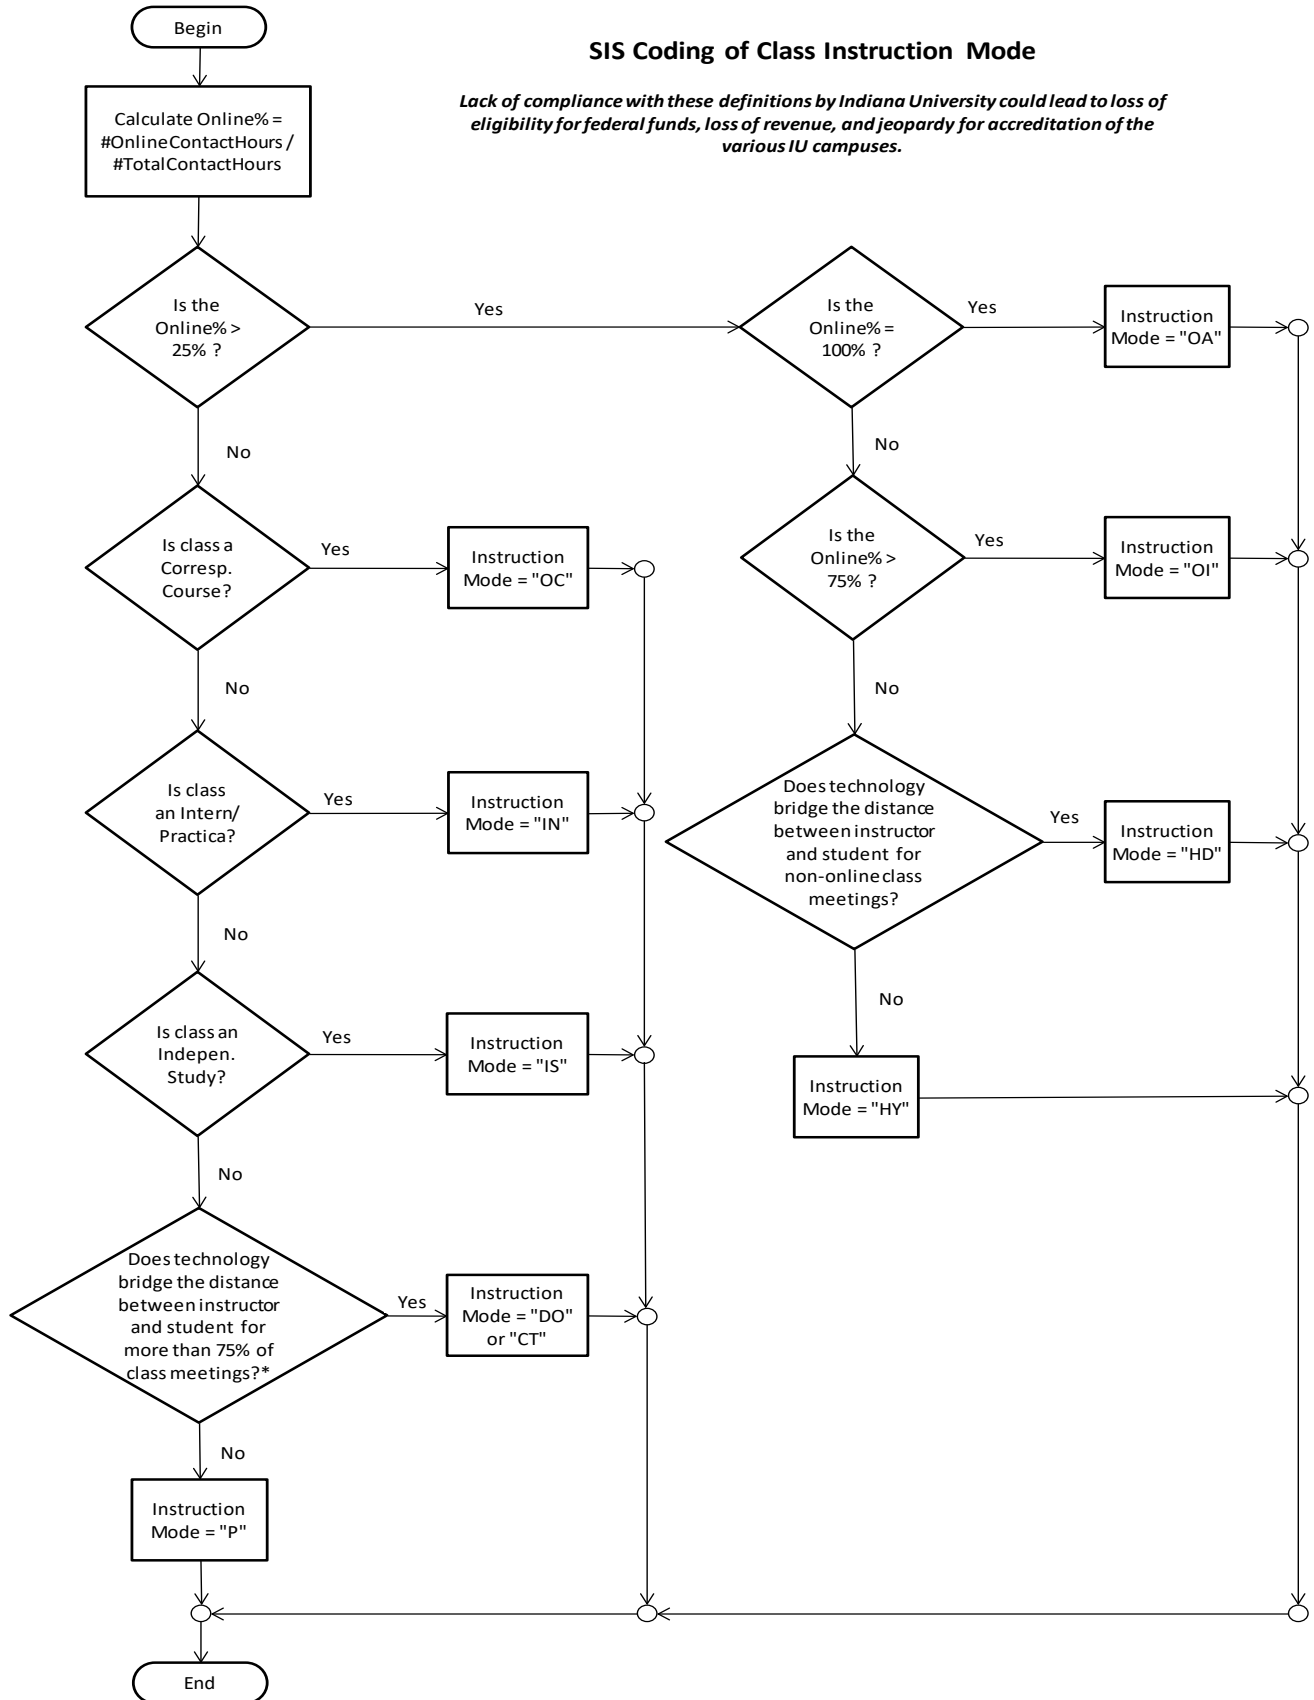 Begin
SIS Coding of Class Instruction Mode
Lack of compliance with these definitions by Indiana University could lead to loss of
eligibility for federal funds, loss of revenue, and jeopardy for accreditation of the
various IU campuses.
Calculate Online% =
#OnlineContactHours /
#TotalContactHours
Is the
Online% >
25% ?
Yes
Is the
Online% =
100% ?
Yes
Instruction
Mode = "OA"
No
No
Is class a
Corresp.
Course?
Yes
Instruction
Mode = "OC"
Is the
Online% >
75% ?
Yes
Instruction
Mode = "OI"
No
No
Is class
an Intern/
Practica?
Yes
Instruction
Mode = "IN"
Does technology
bridge the distance
between instructor
and student for
non-online class
meetings?
Yes
Instruction
Mode = "HD"
No
No
Is class an
Indepen.
Study?
Yes
Instruction
Mode = "IS"
Instruction
Mode = "HY"
No
Does technology
bridge the distance
between instructor
and student for
more than 75% of
class meetings?*
Yes
Instruction
Mode = "DO"
or "CT"
No
Instruction
Mode = "P"
End